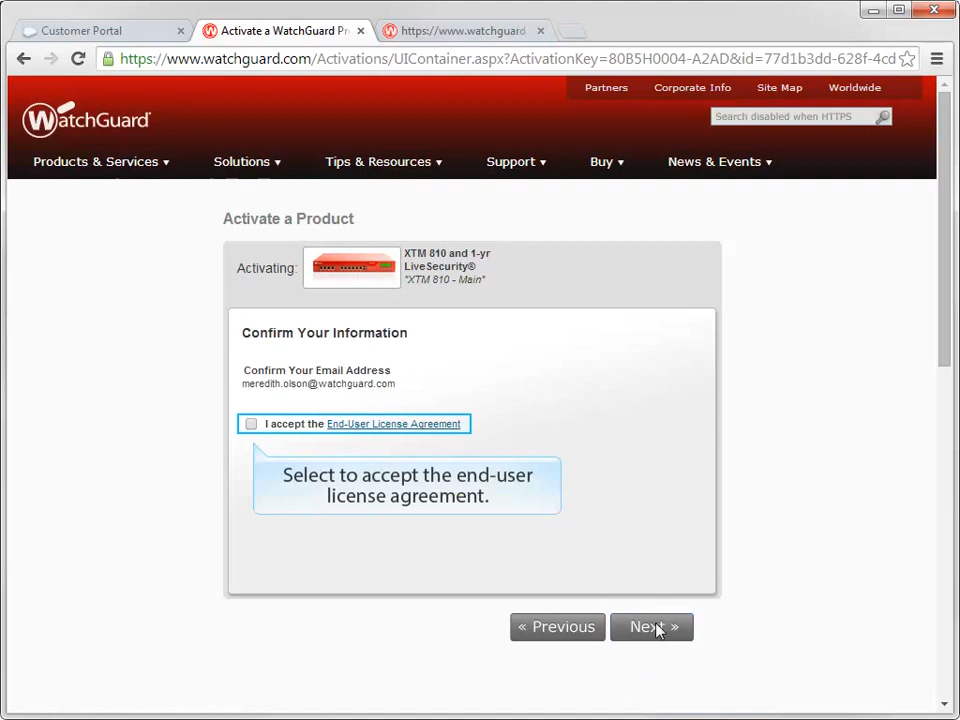 Customer Portal
Activate a WatchGuard Pr
https://www.watchguard
https://www.watchguard.com/Activations/UIContainer.aspx?ActivationKey=80B5H0004-A2AD&id=77d1b3dd-628f-4cd
Partners Corporate Info Site Map Worldwide
WatchGuard
Search disabled when HTTPS
Products & Services Solutions Tips & Resources Support Buy News & Events
Activate a Product
Activating:
XTM 810 and 1-yr
LiveSecurity®
"XTM 810 - Main"
Confirm Your Information
Confirm Your Email Address
meredith.olson@watchguard.com
I accept the End-User License Agreement
Select to accept the end-user
license agreement.
« Previous Next »